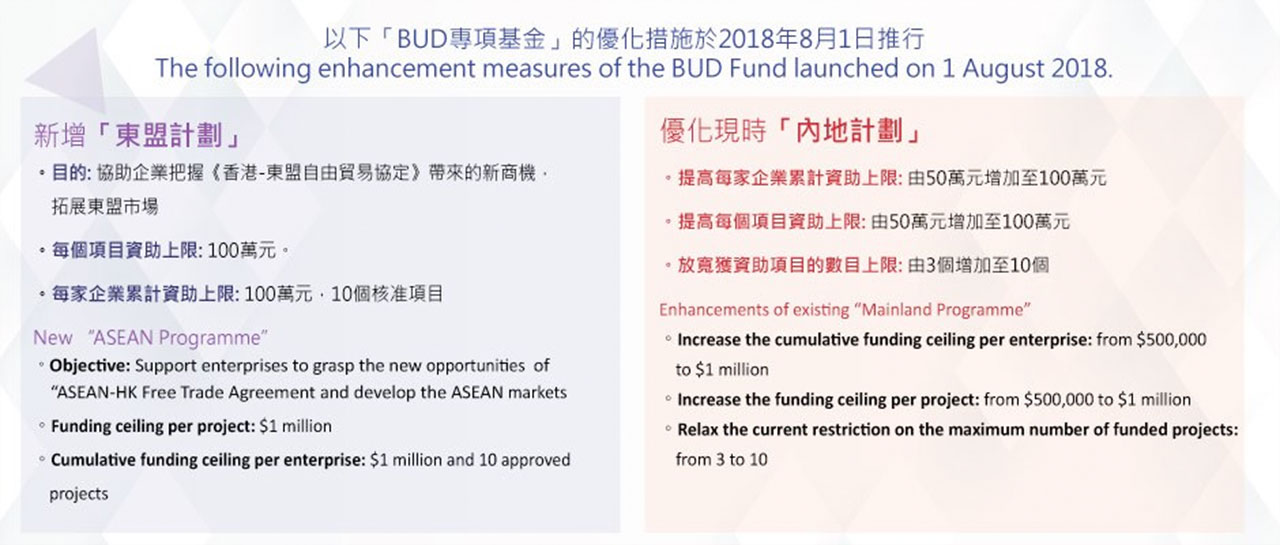 以下「BUD專項基金」的優化措施於2018年8月1日推行
The following enhancement measures of the BUD Fund launched on 1 August 2018.
新增「東盟計劃」
◦ 目的: 協助企業把握《香港-東盟自由貿易協定》帶來的新商機，
拓展東盟市場
◦ 每個項目資助上限: 100萬元。
◦ 每家企業累計資助上限: 100萬元，10個核准項目
New “ASEAN Programme”
◦ Objective: Support enterprises to grasp the new opportunities of
“ASEAN-HK Free Trade Agreement and develop the ASEAN markets
◦ Funding ceiling per project: $1 million
◦ Cumulative funding ceiling per enterprise: $1 million and 10 approved
projects
優化現時「內地計劃」
◦ 提高每家企業累計資助上限: 由50萬元增加至100萬元
◦ 提高每個項目資助上限: 由50萬元增加至100萬元
◦ 放寬獲資助項目的數目上限: 由3個增加至10個
Enhancements of existing “Mainland Programme”
◦ Increase the cumulative funding ceiling per enterprise: from $500,000
to $1 million
◦ Increase the funding ceiling per project: from $500,000 to $1 million
◦ Relax the current restriction on the maximum number of funded projects:
from 3 to 10